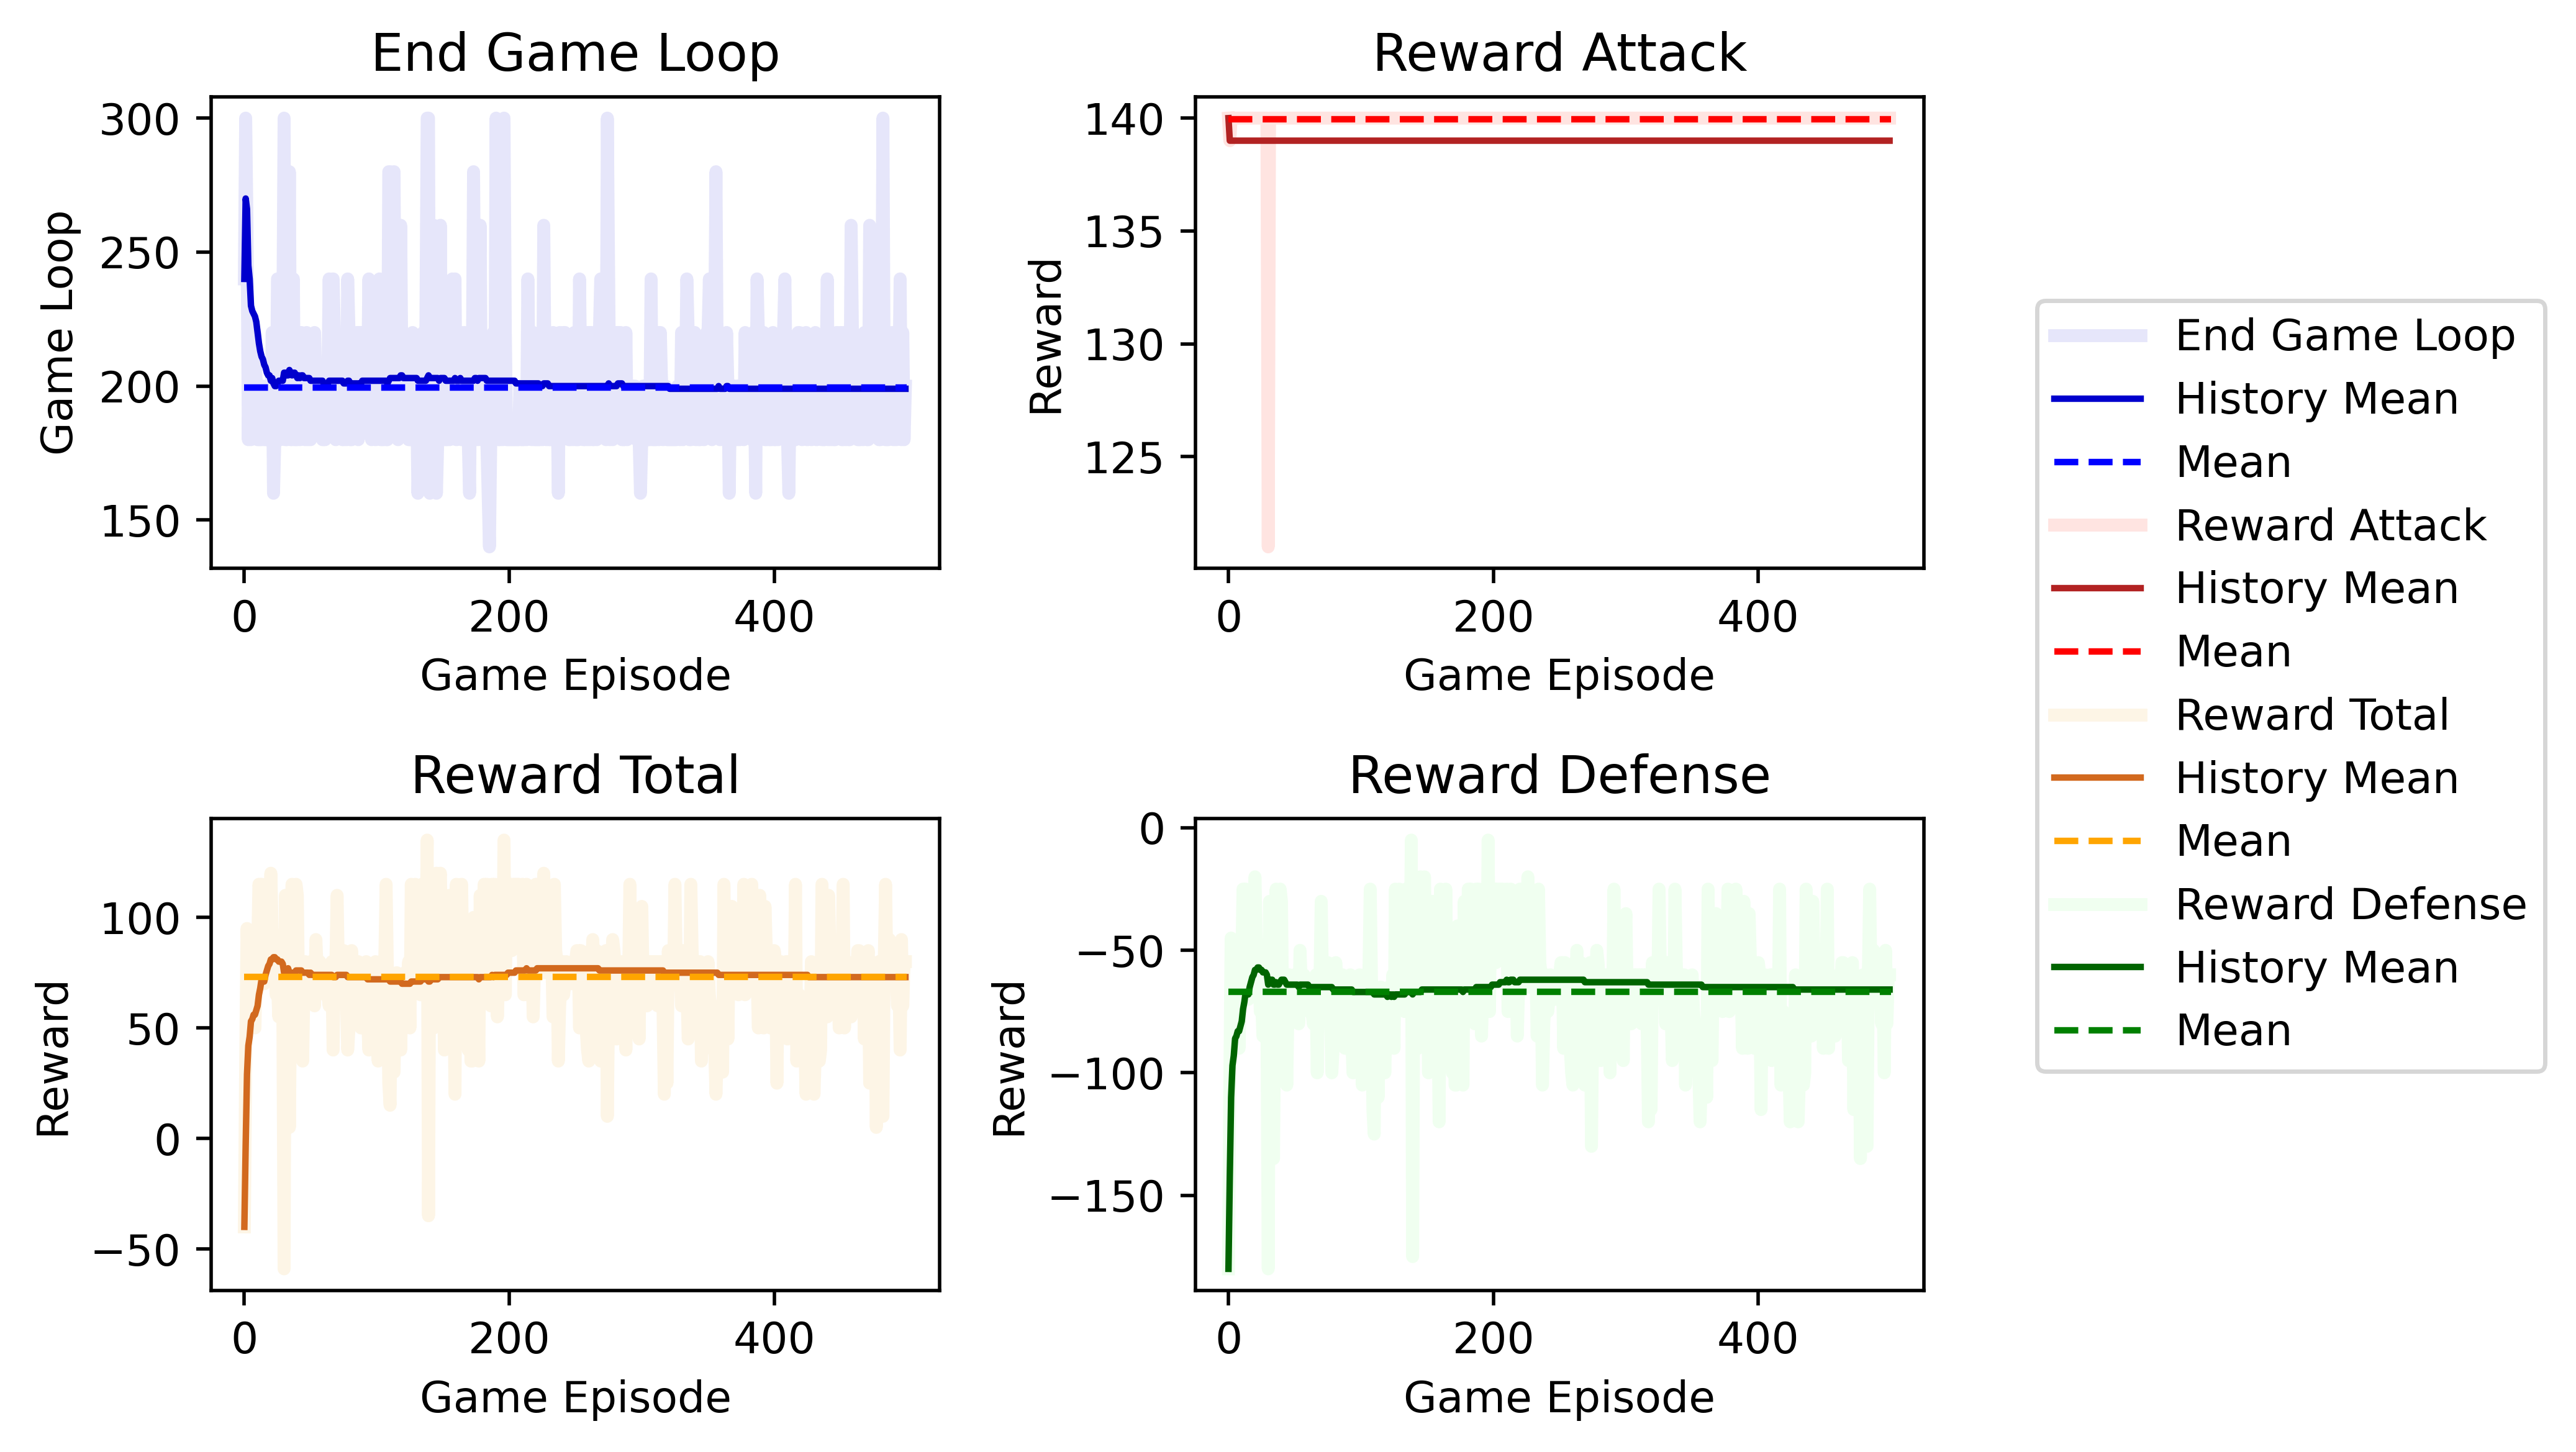 End Game Loop
300
250
200
150
Game Loop
0
200
400
Game Episode
Reward Attack
140
135
130
125
Reward
0
200
400
Game Episode
Reward Total
100
50
0
−50
Reward
0
200
400
Game Episode
Reward Defense
0
−50
−100
−150
Reward
0
200
400
Game Episode
End Game Loop
History Mean
Mean
Reward Attack
History Mean
Mean
Reward Total
History Mean
Mean
Reward Defense
History Mean
Mean